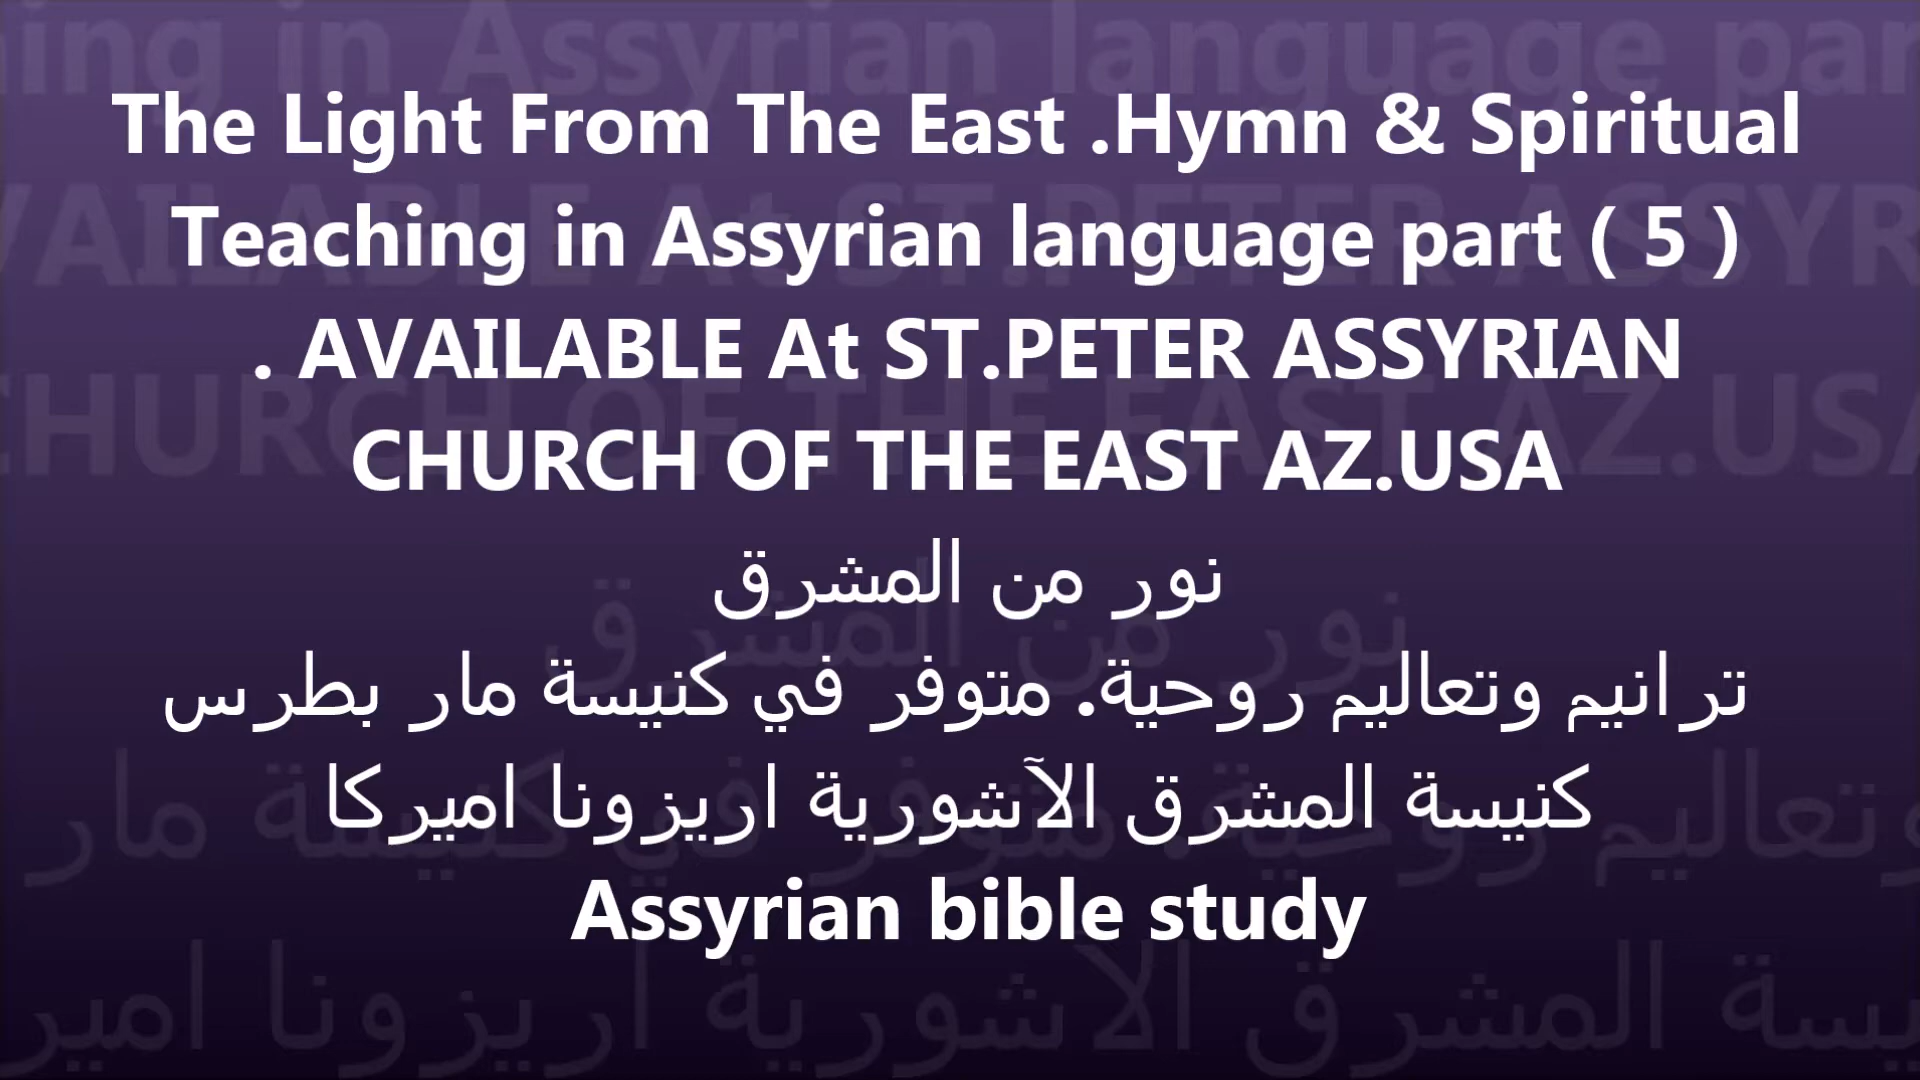 The Light From The East .Hymn & Spiritual
Teaching in Assyrian language part ( 5 )
. AVAILABLE At ST.PETER ASSYRIAN
CHURCH OF THE EAST AZ.USA
نور من المشرق
ترانيم وتعاليم روحية. متوفر في كنيسة مار بطرس
كنيسة المشرق الآشورية اريزونا اميركا
Assyrian bible study